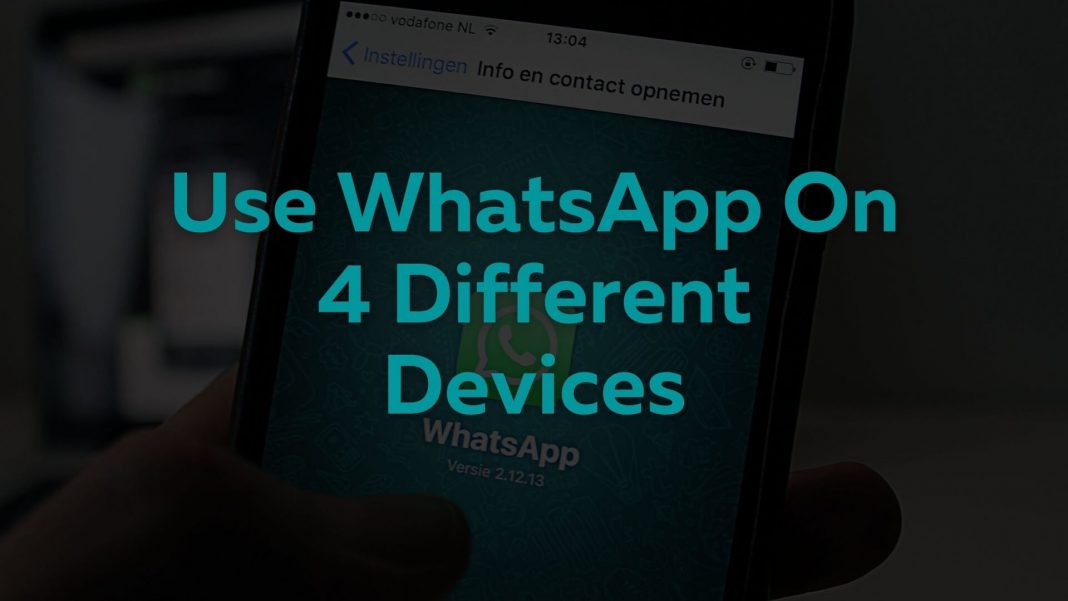 vodafone NL 13:04
Instellingen Info en contact opnemen
Use WhatsApp On
4 Different
Devices
WhatsApp
Versie 2.12.13